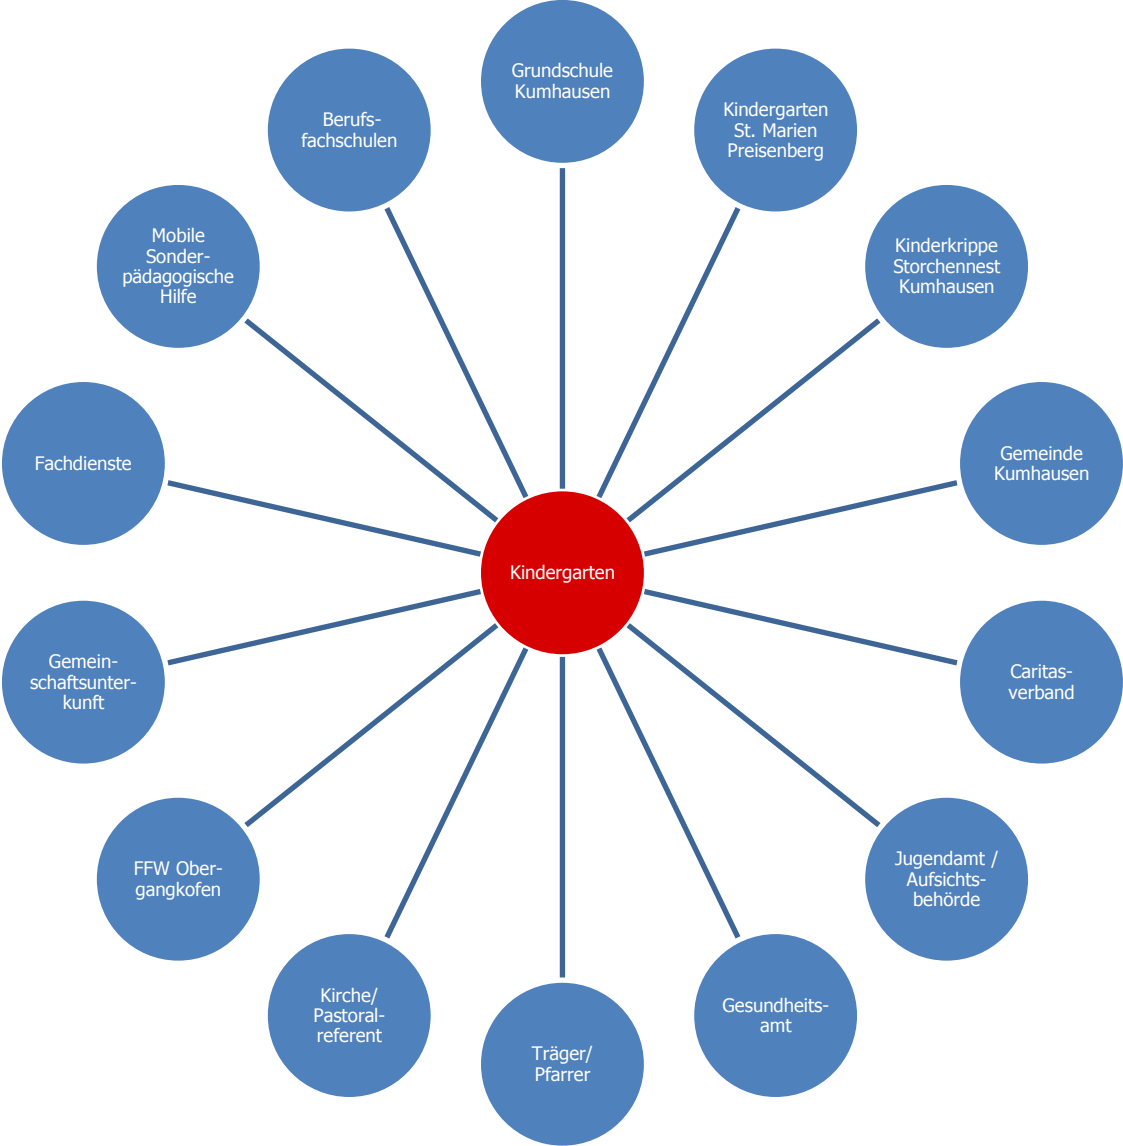 Grundschule
Kumhausen
Kindergarten
St. Marien
Preisenberg
Kinderkrippe
Storchennest
Kumhausen
Gemeinde
Kumhausen
Caritas-
verband
Jugendamt /
Aufsichts-
behörde
Gesundheits-
amt
Träger/
Pfarrer
Kirche/
Pastoral-
referent
FFW Ober-
gangkofen
Gemein-
schaftsunter-
kunft
Fachdienste
Mobile
Sonder-
pädagogische
Hilfe
Berufs-
fachschulen
Kindergarten